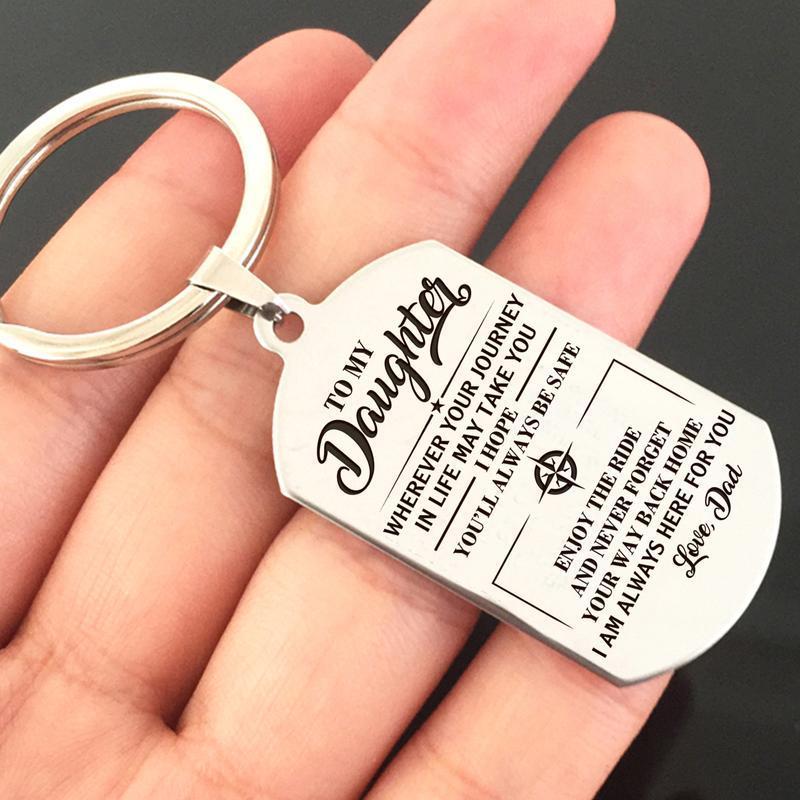 TO MY
Daughter
WHEREVER YOUR JOURNEY
IN LIFE MAY TAKE YOU
I HOPE
YOU'LL ALWAYS BE SAFE
ENJOY THE RIDE
AND NEVER FORGET
YOUR WAY BACK HOME
I AM ALWAYS HERE FOR YOU
Love, Dad